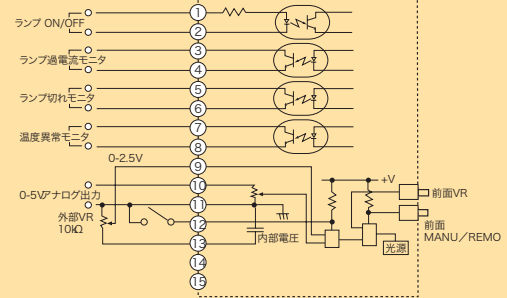 ランプ ON/OFF
ランプ過電流モニタ
ランプ切れモニタ
温度異常モニタ
0-2.5V
0-5Vアナログ出力
外部VR
10kΩ
1
2
3
4
5
6
7
8
9
10
11
12
13
14
15
内部電圧
+V
前面VR
前面
MANU/REMO
光源